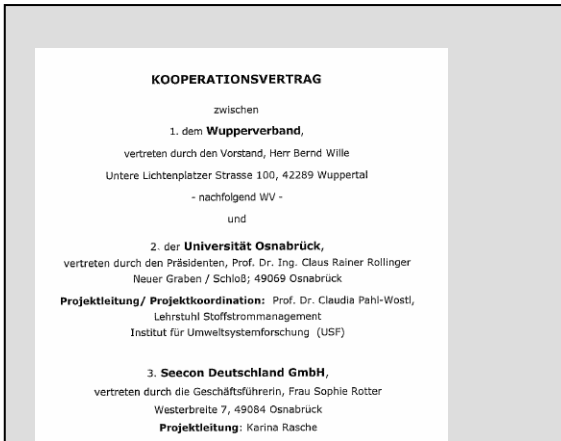 KOOPERATIONSVERTRAG
zwischen
1. dem Wupperverband,
vertreten durch den Vorstand, Herr Bernd Wille
Untere Lichtenplatzer Strasse 100, 42289 Wuppertal
- nachfolgend WV -
und
2. der Universität Osnabrück,
vertreten durch den Präsidenten, Prof. Dr. Ing. Claus Rainer Rollinger
Neuer Graben / Schloß; 49069 Osnabrück
Projektleitung/ Projektkoordination: Prof. Dr. Claudia Pahl-Wostl,
Lehrstuhl Stoffstrommanagement
Institut für Umweltsystemforschung (USF)
3. Seecon Deutschland GmbH,
vertreten durch die Geschäftsführerin, Frau Sophie Rotter
Westerbreite 7, 49084 Osnabrück
Projektleitung: Karina Rasche